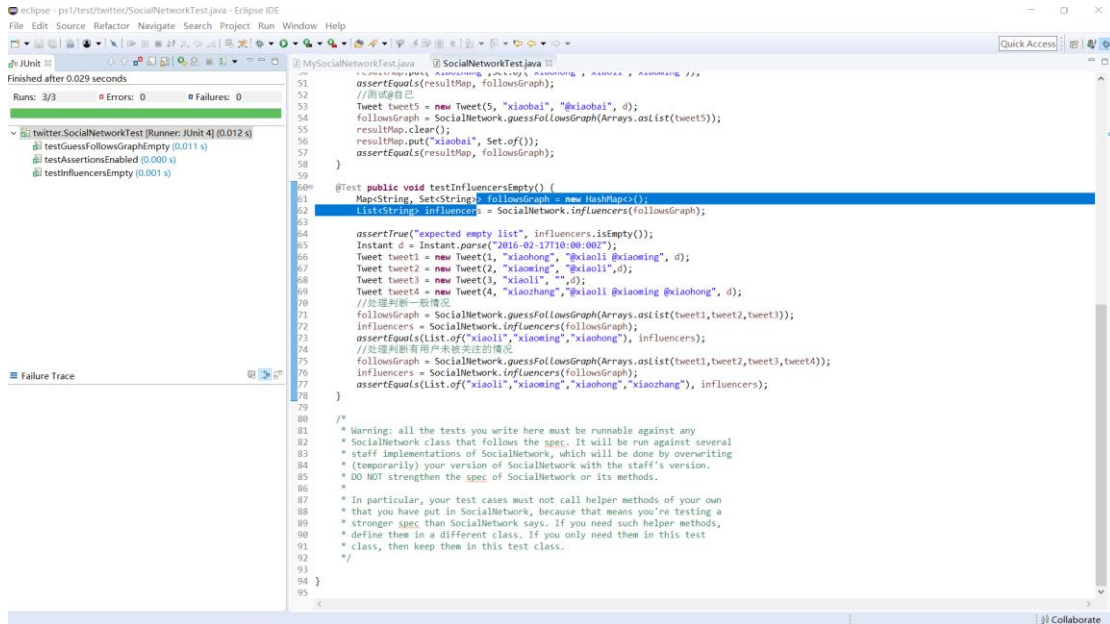 eclipse - ps1/test/twitter/SocialNetworkTest.java - Eclipse IDE
File Edit Source Refactor Navigate Search Project Run Window Help
Quick Access
JUnit
MySocialNetworkTest.java
SocialNetworkTest.java
Finished after 0.029 seconds
Runs: 3/3 Errors: 0 Failures: 0
twitter.SocialNetworkTest [Runner: JUnit 4] (0.012 s)
testGuessFollowsGraphEmpty (0.011 s)
testAssertionsEnabled (0.000 s)
testInfluencersEmpty (0.001 s)
Failure Trace
51 assertEquals(resultMap, followsGraph);
52 //测试@自己
53 Tweet tweet5 = new Tweet(5, "xiaobai", "@xiaobai", d);
54 followsGraph = SocialNetwork.guessFollowsGraph(Arrays.asList(tweet5));
55 resultMap.clear();
56 resultMap.put("xiaobai", Set.of());
57 assertEquals(resultMap, followsGraph);
58 }
59
60 @Test public void testInfluencersEmpty() {
61 Map<String, Set<String>> followsGraph = new HashMap<>();
62 List<String> influencers = SocialNetwork.influencers(followsGraph);
63
64 assertTrue("expected empty list", influencers.isEmpty());
65 Instant d = Instant.parse("2016-02-17T10:00:00Z");
66 Tweet tweet1 = new Tweet(1, "xiaohong", "@xiaoli @xiaoming", d);
67 Tweet tweet2 = new Tweet(2, "xiaoming", "@xiaoli",d);
68 Tweet tweet3 = new Tweet(3, "xiaoli", "",d);
69 Tweet tweet4 = new Tweet(4, "xiaozhang","@xiaoli @xiaoming @xiaohong", d);
70 //处理判断一般情况
71 followsGraph = SocialNetwork.guessFollowsGraph(Arrays.asList(tweet1,tweet2,tweet3));
72 influencers = SocialNetwork.influencers(followsGraph);
73 assertEquals(List.of("xiaoli","xiaoming","xiaohong"), influencers);
74 //处理判断有用户未被关注的情况
75 followsGraph = SocialNetwork.guessFollowsGraph(Arrays.asList(tweet1,tweet2,tweet3,tweet4));
76 influencers = SocialNetwork.influencers(followsGraph);
77 assertEquals(List.of("xiaoli","xiaoming","xiaohong","xiaozhang"), influencers);
78 }
79
80 /*
81 * Warning: all the tests you write here must be runnable against any
82 * SocialNetwork class that follows the spec. It will be run against several
83 * staff implementations of SocialNetwork, which will be done by overwriting
84 * (temporarily) your version of SocialNetwork with the staff's version.
85 * DO NOT strengthen the spec of SocialNetwork or its methods.
86 *
87 * In particular, your test cases must not call helper methods of your own
88 * that you have put in SocialNetwork, because that means you're testing a
89 * stronger spec than SocialNetwork says. If you need such helper methods,
90 * define them in a different class. If you only need them in this test
91 * class, then keep them in this test class.
92 */
93
94 }
95
Collaborate